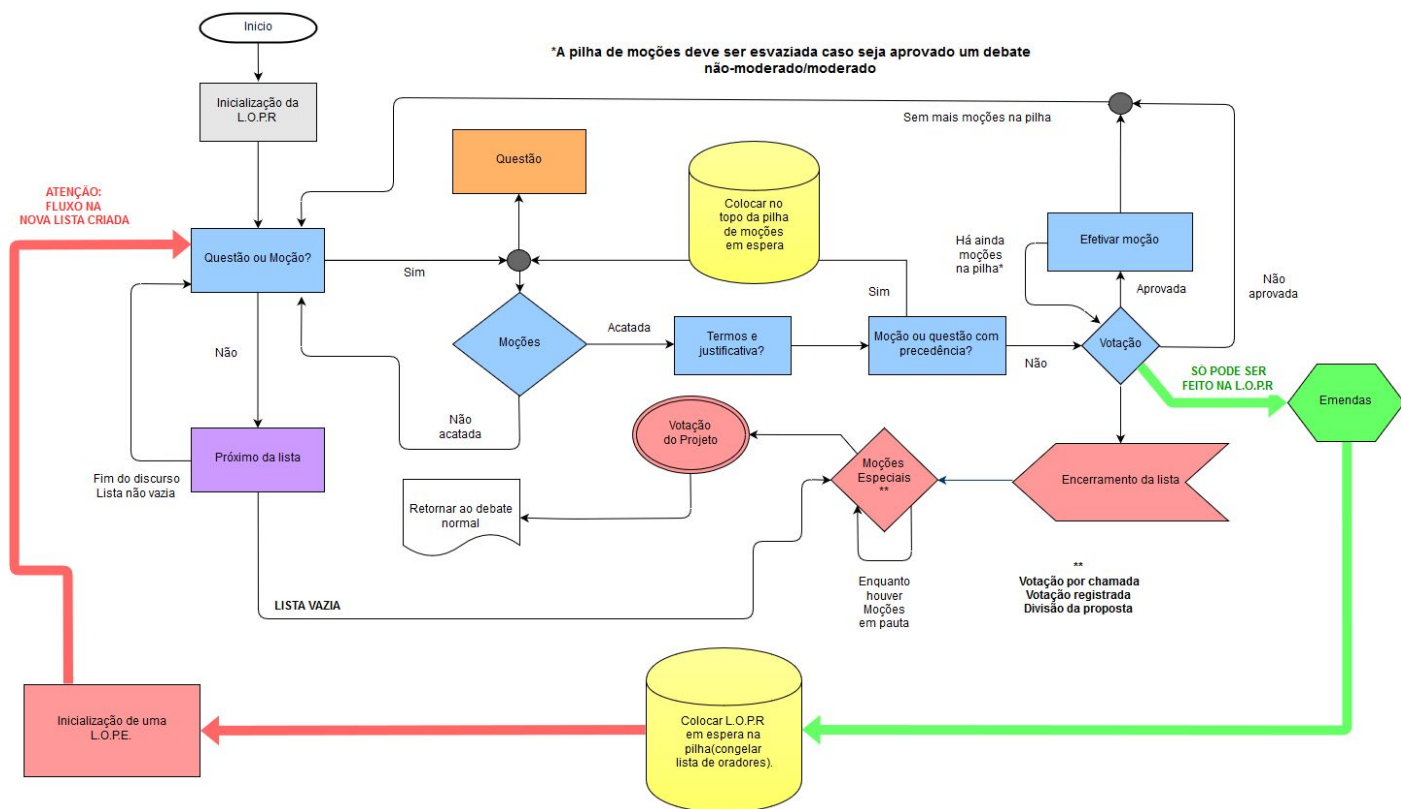 Inicio
*A pilha de moções deve ser esvaziada caso seja aprovado um debate
não-moderado/moderado
Inicialização da
L.O.P.R
Sem mais moções na pilha
Questão
Colocar no
topo da pilha
de moções
em espera
ATENÇÃO:
FLUXO NA
NOVA LISTA CRIADA
Questão ou Moção?
Sim
Há ainda
moções
na pilha*
Efetivar moção
Aprovada
Não
aprovada
Sim
Não
Moções
Acatada
Termos e
justificativa?
Moção ou questão com
precedência?
Não
Votação
SÓ PODE SER
FEITO NA L.O.P.R
Emendas
Não
acatada
Votação
do Projeto
Próximo da lista
Fim do discurso
Lista não vazia
Moções
Especiais
**
Encerramento da lista
Retornar ao debate
normal
Enquanto
houver
Moções
em pauta
**
Votação por chamada
Votação registrada
Divisão da proposta
LISTA VAZIA
Inicialização de uma
L.O.P.E.
Colocar L.O.P.R
em espera na
pilha(congelar
lista de oradores).